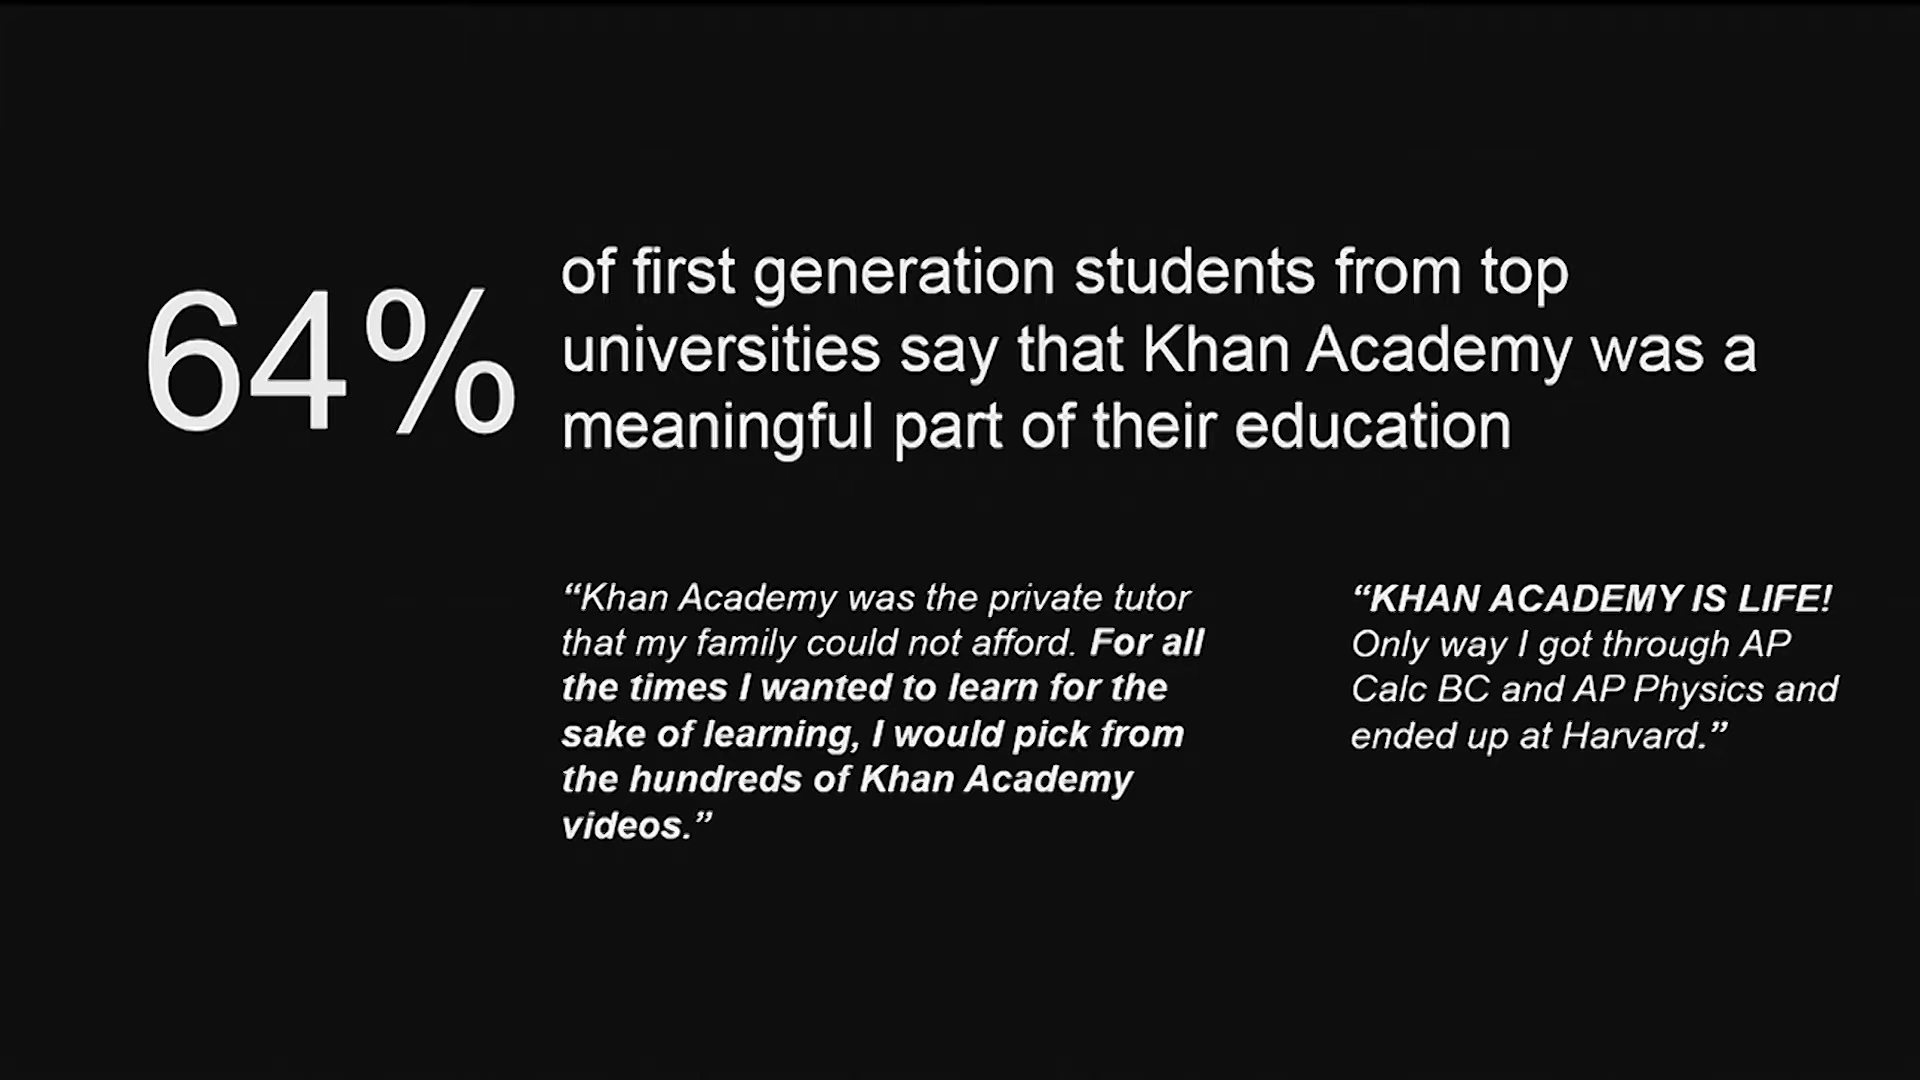 64%
of first generation students from top
universities say that Khan Academy was a
meaningful part of their education
“Khan Academy was the private tutor
that my family could not afford. For all
the times I wanted to learn for the
sake of learning, I would pick from
the hundreds of Khan Academy
videos.”
“KHAN ACADEMY IS LIFE!
Only way I got through AP
Calc BC and AP Physics and
ended up at Harvard.”